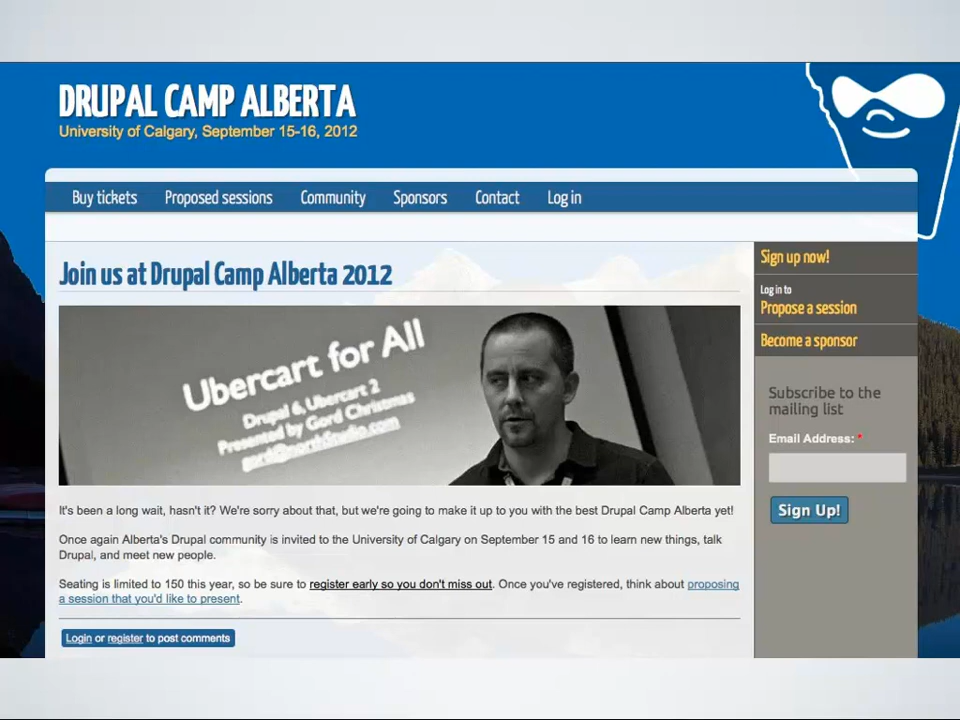 DRUPAL CAMP ALBERTA
University of Calgary, September 15-16, 2012
Buy tickets Proposed sessions Community Sponsors Contact Log in
Join us at Drupal Camp Alberta 2012
Ubercart for All
Drupal 6, Ubercart 2
Presented by Gord Christmas
It's been a long wait, hasn't it? We're sorry about that, but we're going to make it up to you with the best Drupal Camp Alberta yet!
Once again Alberta's Drupal community is invited to the University of Calgary on September 15 and 16 to learn new things, talk
Drupal, and meet new people.
Seating is limited to 150 this year, so be sure to register early so you don't miss out. Once you've registered, think about proposing
a session that you'd like to present.
Login or register to post comments
Sign up now!
Log in to
Propose a session
Become a sponsor
Subscribe to the
mailing list
Email Address: *
Sign Up!